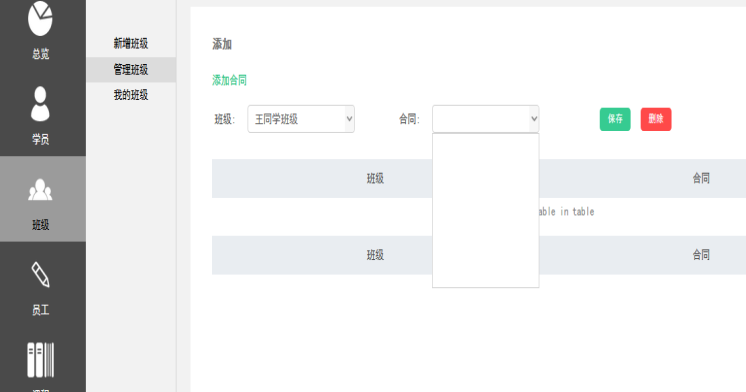 总览
学员
班级
员工
新增班级
管理班级
我的班级
添加
添加合同
班级: 王同学班级 合同: 保存 删除
班级 合同
able in table
班级 合同